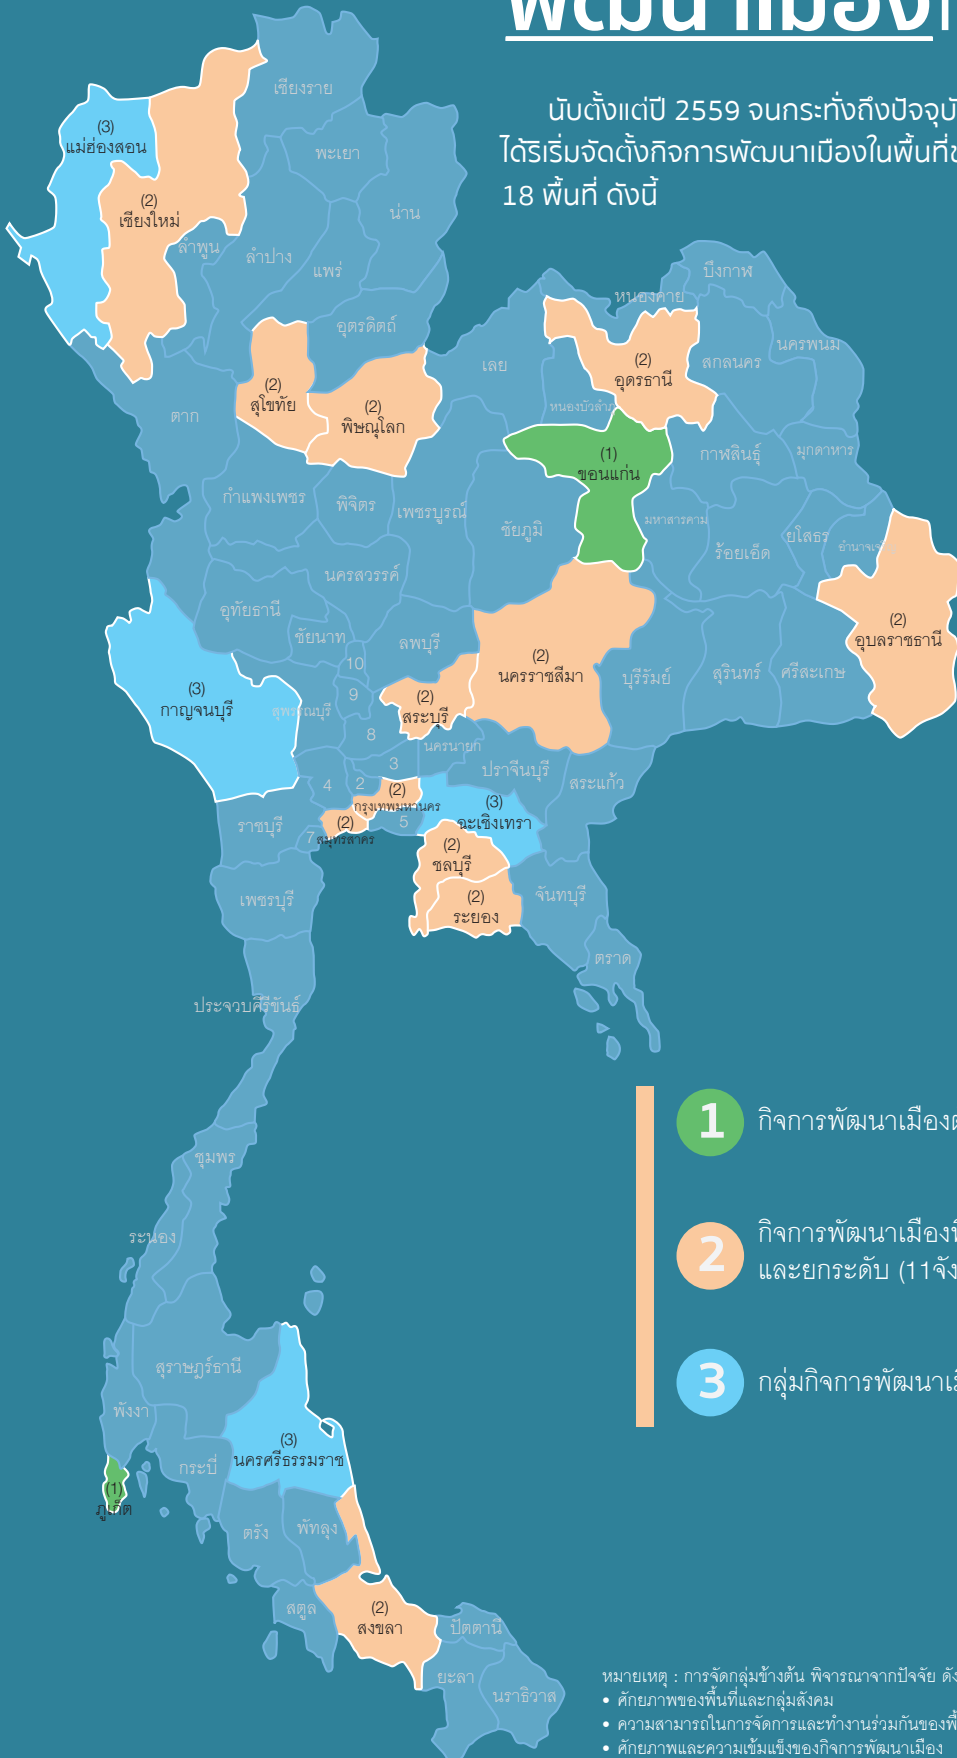 พัฒนาเมือง
นับตั้งแต่ปี 2559 จนกระทั่งถึงปัจจุบั
ได้ริเริ่มจัดตั้งกิจการพัฒนาเมืองในพื้นที่
18 พื้นที่ ดังนี้
เชียงราย
(3)
แม่ฮ่องสอน
พะเยา
(2)
เชียงใหม่
น่าน
ลำพูน
ลำปาง
แพร่
บึงกาฬ
หนองคาย
อุตรดิตถ์
นครพนม
เลย
(2)
อุดรธานี
สกลนคร
(2)
สุโขทัย
(2)
พิษณุโลก
หนองบัวลำภู
ตาก
(1)
ขอนแก่น
กาฬสินธุ์
มุกดาหาร
กำแพงเพชร
พิจิตร
เพชรบูรณ์
ชัยภูมิ
มหาสารคาม
ร้อยเอ็ด
ยโสธร
อำนาจเจริญ
นครสวรรค์
อุทัยธานี
ชัยนาท
ลพบุรี
(2)
อุบลราชธานี
10
(2)
นครราชสีมา
บุรีรัมย์
สุรินทร์
ศรีสะเกษ
(3)
กาญจนบุรี
9
(2)
สระบุรี
สุพรรณบุรี
8
นครนายก
3
ปราจีนบุรี
สระแก้ว
4
2
(2)
กรุงเทพมหานคร
(3)
ฉะเชิงเทรา
ราชบุรี
(2)
5
7
สมุทรสาคร
(2)
ชลบุรี
เพชรบุรี
(2)
ระยอง
จันทบุรี
ตราด
ประจวบคีรีขันธ์
1
กิจการพัฒนาเมือง
ชุมพร
ระนอง
2
กิจการพัฒนาเมืองที่
และยกระดับ (11จัง
สุราษฎร์ธานี
3
กลุ่มกิจการพัฒนาเมื
พังงา
(3)
นครศรีธรรมราช
กระบี่
(1)
ภูเก็ต
ตรัง
พัทลุง
สตูล
(2)
สงขลา
ปัตตานี
ยะลา
นราธิวาส
หมายเหตุ : การจัดกลุ่มข้างต้น พิจารณาจากปัจจัย ดัง
• ศักยภาพของพื้นที่และกลุ่มสังคม
• ความสามารถในการจัดการและทำงานร่วมกันของพื้
• ศักยภาพและความเข้มแข็งของกิจการพัฒนาเมือง